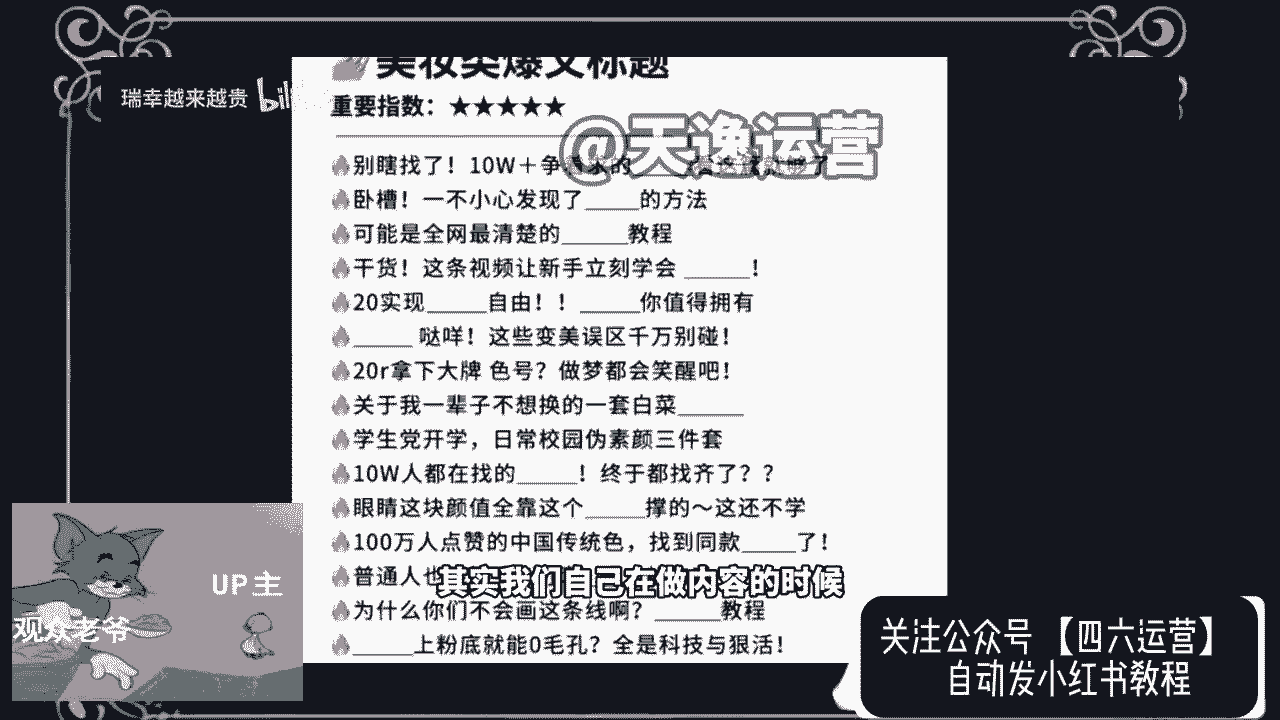 美妆类爆文标题
瑞幸越来越贵
bili
重要指数：★★★★★
@天谗运营
别瞎找了！10W＋争
了
卧槽！一不小心发现了_____的方法
可能是全网最清楚的______教程
干货！这条视频让新手立刻学会 ______！
20实现_____自由！！_____你值得拥有
_____ 哒咩！这些变美误区千万别碰！
20r拿下大牌 色号？做梦都会笑醒吧！
关于我一辈子不想换的一套白菜______
学生党开学，日常校园伪素颜三件套
10W人都在找的_____！终于都找齐了？？
眼睛这块颜值全靠这个_____撑的～这还不学
100万人点赞的中国传统色，找到同款_____了！
普通人也
其实我们自己在做内容的时候
为什么你们不会画这条线啊？______教程
_____上粉底就能0毛孔？全是科技与狠活！
UP主
观众老爷
关注公众号【四六运营】
自动发小红书教程